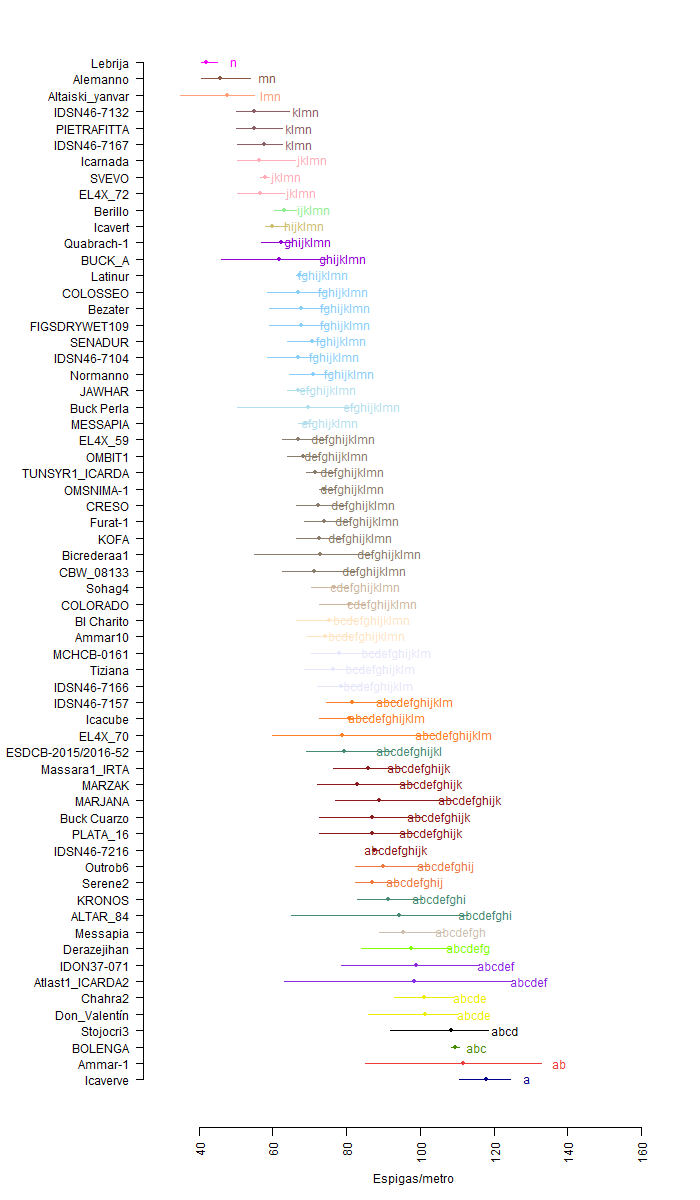 Lebrija n
Alemanno mn
Altaiski_yanvar lmn
IDSN46-7132 klmn
PIETRAFITTA klmn
IDSN46-7167 klmn
Icarnada jklmn
SVEVO jklmn
EL4X_72 jklmn
Berillo ijklmn
Icavert hijklmn
Quabrach-1 ghijklmn
BUCK_A ghijklmn
Latinur fghijklmn
COLOSSEO fghijklmn
Bezater fghijklmn
FIGSDRYWET109 fghijklmn
SENADUR fghijklmn
IDSN46-7104 fghijklmn
Normanno fghijklmn
JAWHAR efghijklmn
Buck Perla efghijklmn
MESSAPIA efghijklmn
EL4X_59 defghijklmn
OMBIT1 defghijklmn
TUNSYR1_ICARDA defghijklmn
OMSNIMA-1 defghijklmn
CRESO defghijklmn
Furat-1 defghijklmn
KOFA defghijklmn
Bicrederaa1 defghijklmn
CBW_08133 defghijklmn
Sohag4 cdefghijklmn
COLORADO cdefghijklmn
Bl Charito bcdefghijklmn
Ammar10 bcdefghijklmn
MCHCB-0161 bcdefghijklm
Tiziana bcdefghijklm
IDSN46-7166 bcdefghijklm
IDSN46-7157 abcdefghijklm
Icacube abcdefghijklm
EL4X_70 abcdefghijklm
ESDCB-2015/2016-52 abcdefghijkl
Massara1_IRTA abcdefghijk
MARZAK abcdefghijk
MARJANA abcdefghijk
Buck Cuarzo abcdefghijk
PLATA_16 abcdefghijk
IDSN46-7216 abcdefghijk
Outrob6 abcdefghij
Serene2 abcdefghij
KRONOS abcdefghi
ALTAR_84 abcdefghi
Messapia abcdefgh
Derazejihan abcdefg
IDON37-071 abcdef
Atlast1_ICARDA2 abcdef
Chahra2 abcde
Don_Valentín abcde
Stojocri3 abcd
BOLENGA abc
Ammar-1 ab
Icaverve a
40 60 80 100 120 140 160
Espigas/metro